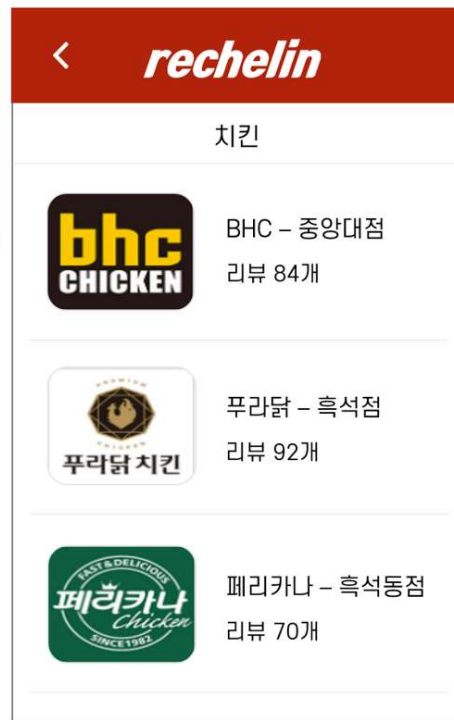 rechelin
치킨
bhc
CHICKEN
BHC – 중앙대점
리뷰 84개
PREMIUM
CHICKEN
푸라닭 치킨
푸라닭 – 흑석점
리뷰 92개
FAST & DELICIOUS
페리카나
Chicken
SINCE 1982
페리카나 – 흑석동점
리뷰 70개